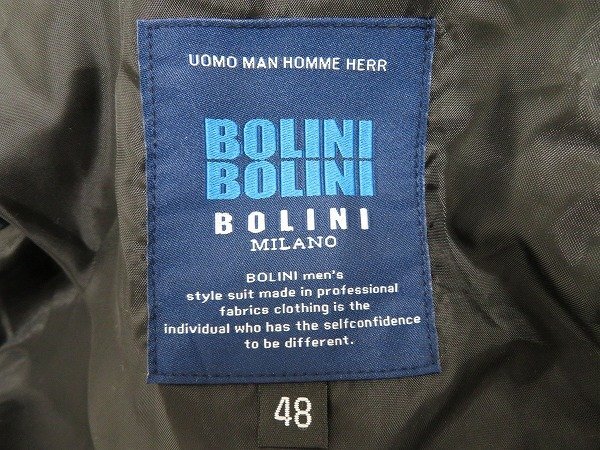 UOMO MAN HOMME HERR
BOLINI
BOLINI
BOLINI
MILANO
BOLINI men's
style suit made in professional
fabrics clothing is the
individual who has the selfconfidence
to be different.
48